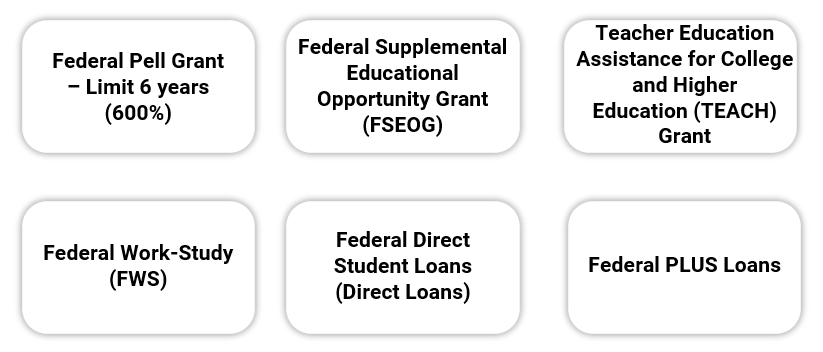 Federal Pell Grant
– Limit 6 years
(600%)
Federal Supplemental
Educational
Opportunity Grant
(FSEOG)
Teacher Education
Assistance for College
and Higher
Education (TEACH)
Grant
Federal Work-Study
(FWS)
Federal Direct
Student Loans
(Direct Loans)
Federal PLUS Loans